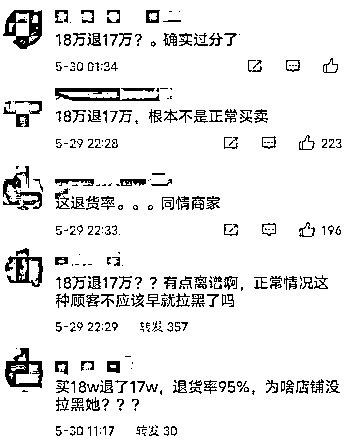 18万退17万？。确实过分了
5-30 01:34
18万退17万，根本不是正常买卖
5-29 22:28
223
这退货率。。。同情商家
5-29 22:33
196
18万退17万？？有点离谱啊，正常情况这
种顾客不应该早就拉黑了吗
5-29 22:29 转发 357
买18w退了17w，退货率95%，为啥店铺没
拉黑她？？？
5-30 11:17 转发 30